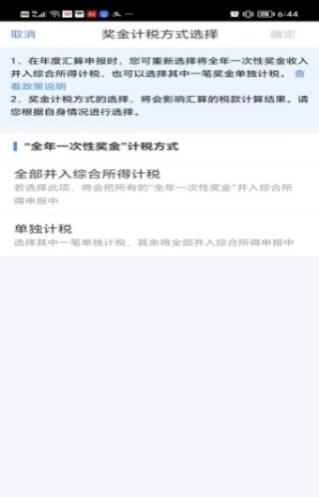 6:44
取消
奖金计税方式选择
确定
1、在年度汇算申报时，您可重新选择将全年一次性奖金收入
并入综合所得计税，也可以选择其中一笔奖金单独计税。 查
看政策说明
2、奖金计税方式的选择，将会影响汇算的税款计算结果。请
您根据自身情况进行选择。
“全年一次性奖金”计税方式
全部并入综合所得计税
若选择此项，将会把所有的“全年一次性奖金”并入综合所
得申报中
单独计税
选择其中一笔单独计税、其余将全部并入综合所得申报中